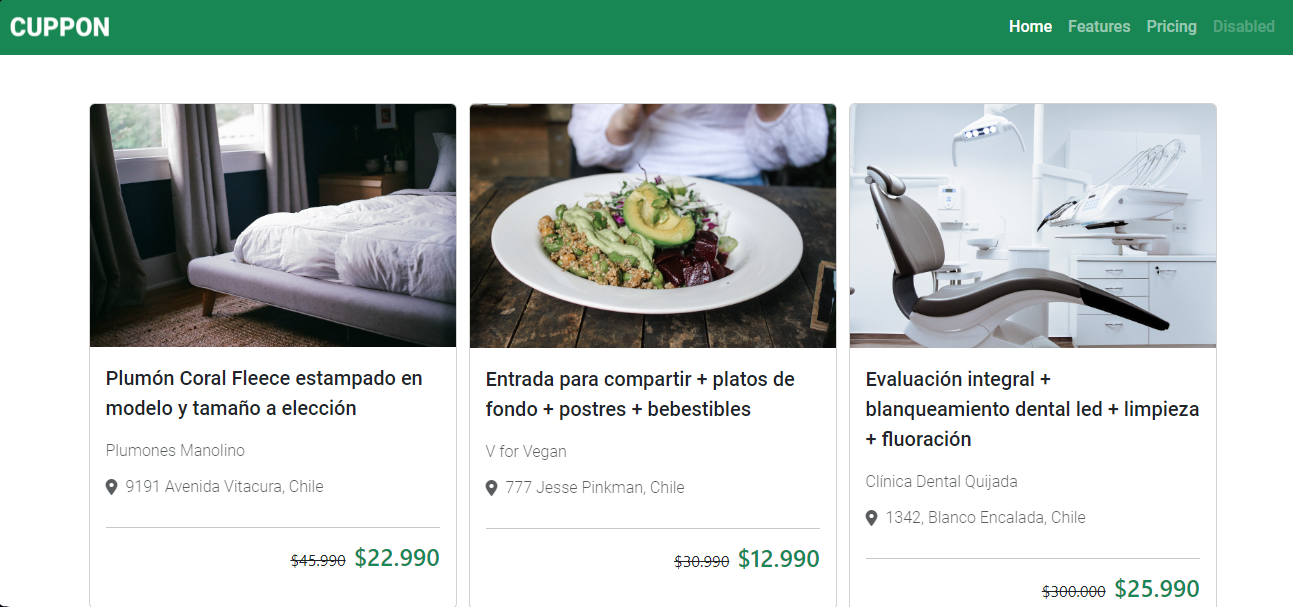 CUPPON
Home Features Pricing Disabled
Plumón Coral Fleece estampado en
modelo y tamaño a elección
Plumones Manolino
9191 Avenida Vitacura, Chile
$45.990 $22.990
Entrada para compartir + platos de
fondo + postres + bebestibles
V for Vegan
777 Jesse Pinkman, Chile
$30.990 $12.990
Evaluación integral +
blanqueamiento dental led + limpieza
+ fluoración
Clínica Dental Quijada
1342, Blanco Encalada, Chile
$300.000 $25.990